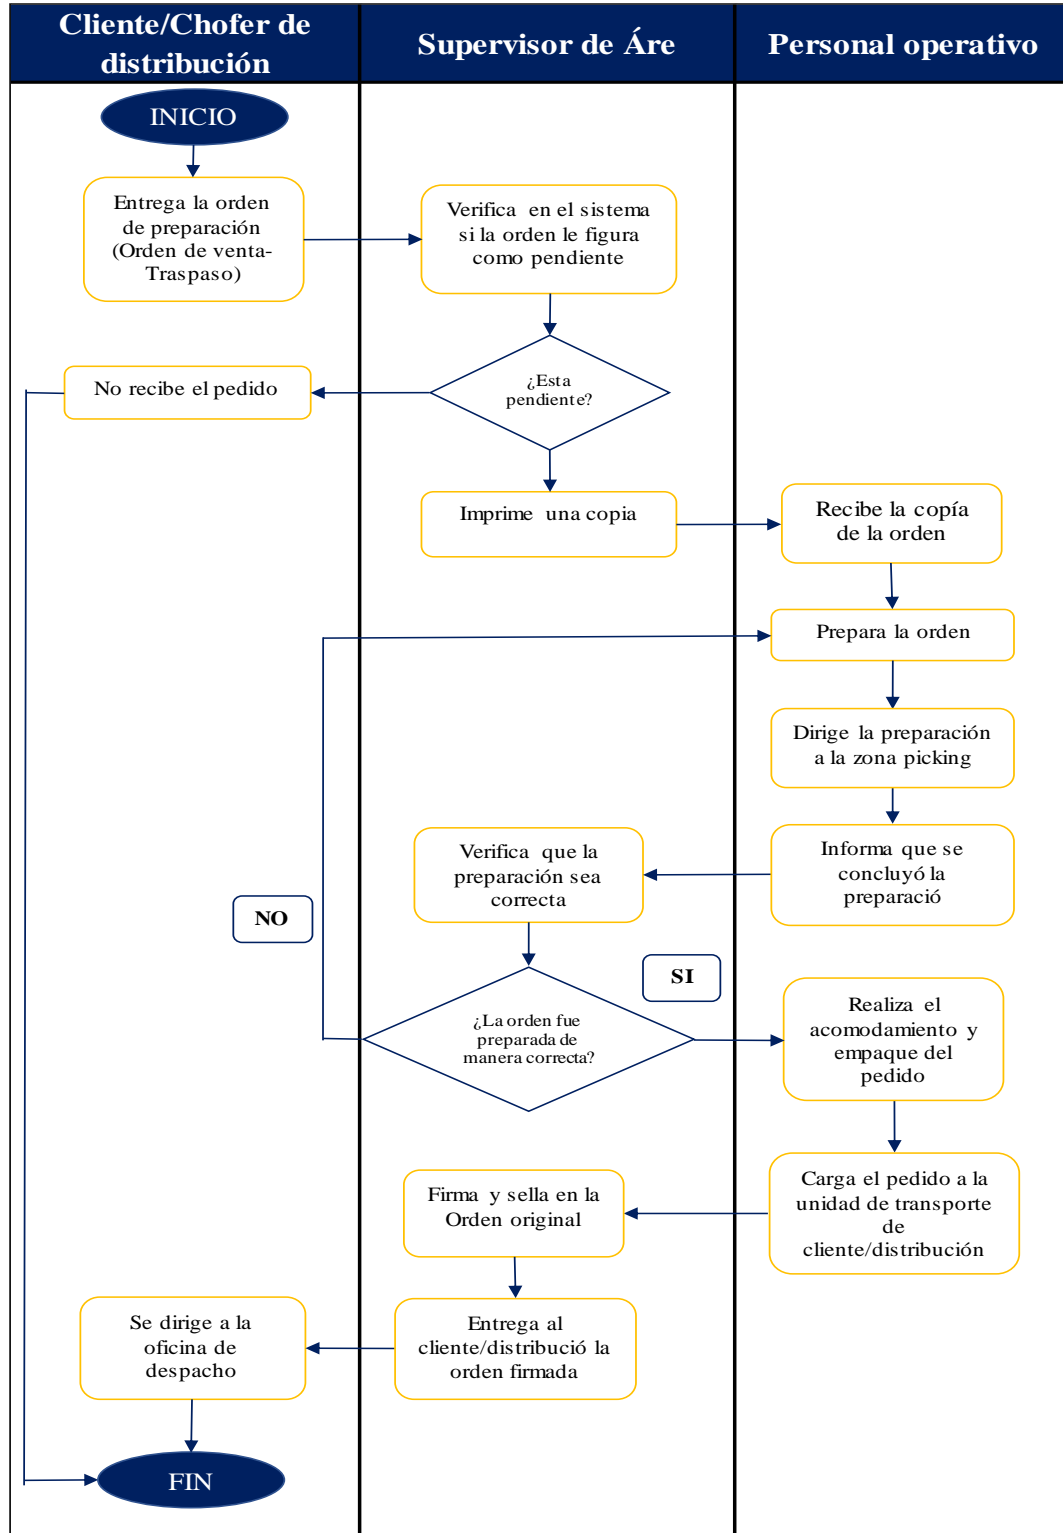 Cliente/Chofer de
distribución
Supervisor de Áre
Personal operativo
INICIO
Entrega la orden
de preparación
(Orden de venta-
Traspaso)
Verifica en el sistema
si la orden le figura
como pendiente
No recibe el pedido
¿Esta
pendiente?
Imprime una copia
Recibe la copía
de la orden
Prepara la orden
Dirige la preparación
a la zona picking
Verifica que la
preparación sea
correcta
Informa que se
concluyó la
preparació
NO
SI
¿La orden fue
preparada de
manera correcta?
Realiza el
acomodamiento y
empaque del
pedido
Firma y sella en la
Orden original
Carga el pedido a la
unidad de transporte
de
cliente/distribución
Se dirige a la
oficina de
despacho
Entrega al
cliente/distribució la
orden firmada
FIN